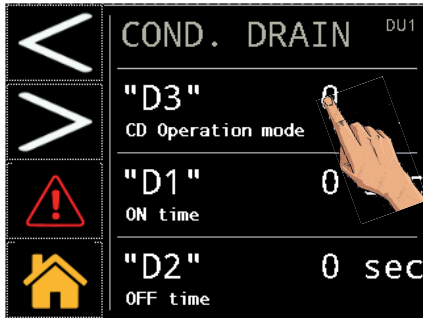 COND. DRAIN DU1
"D3" 0
CD Operation mode
"D1" 0
ON time
"D2" 0 sec
OFF time